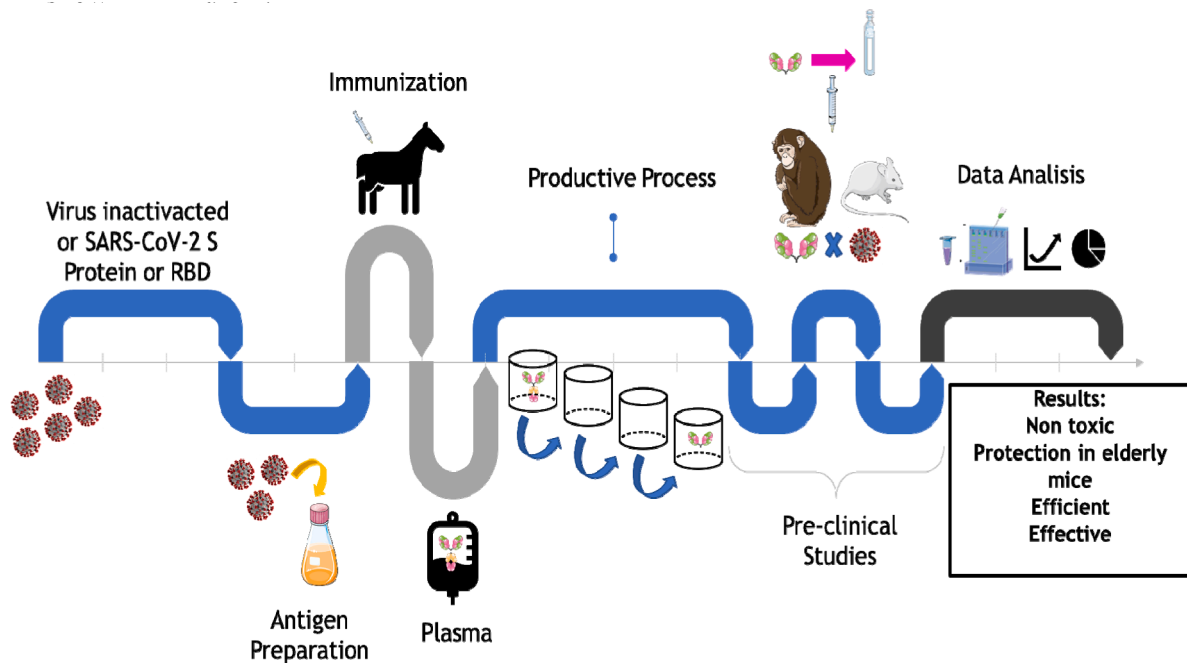 Immunization
Virus inactivacted
or SARS-CoV-2 S
Protein or RBD
Productive Process
Data Analisis
Antigen
Preparation
Plasma
Pre-clinical
Studies
Results:
Non toxic
Protection in elderly
mice
Efficient
Effective